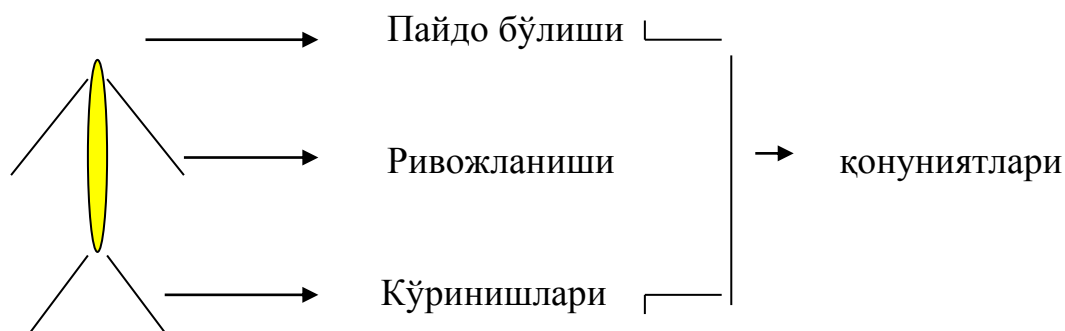 Пайдо бўлиши
Ривожланиши
қонуниятлари
Кўринишлари